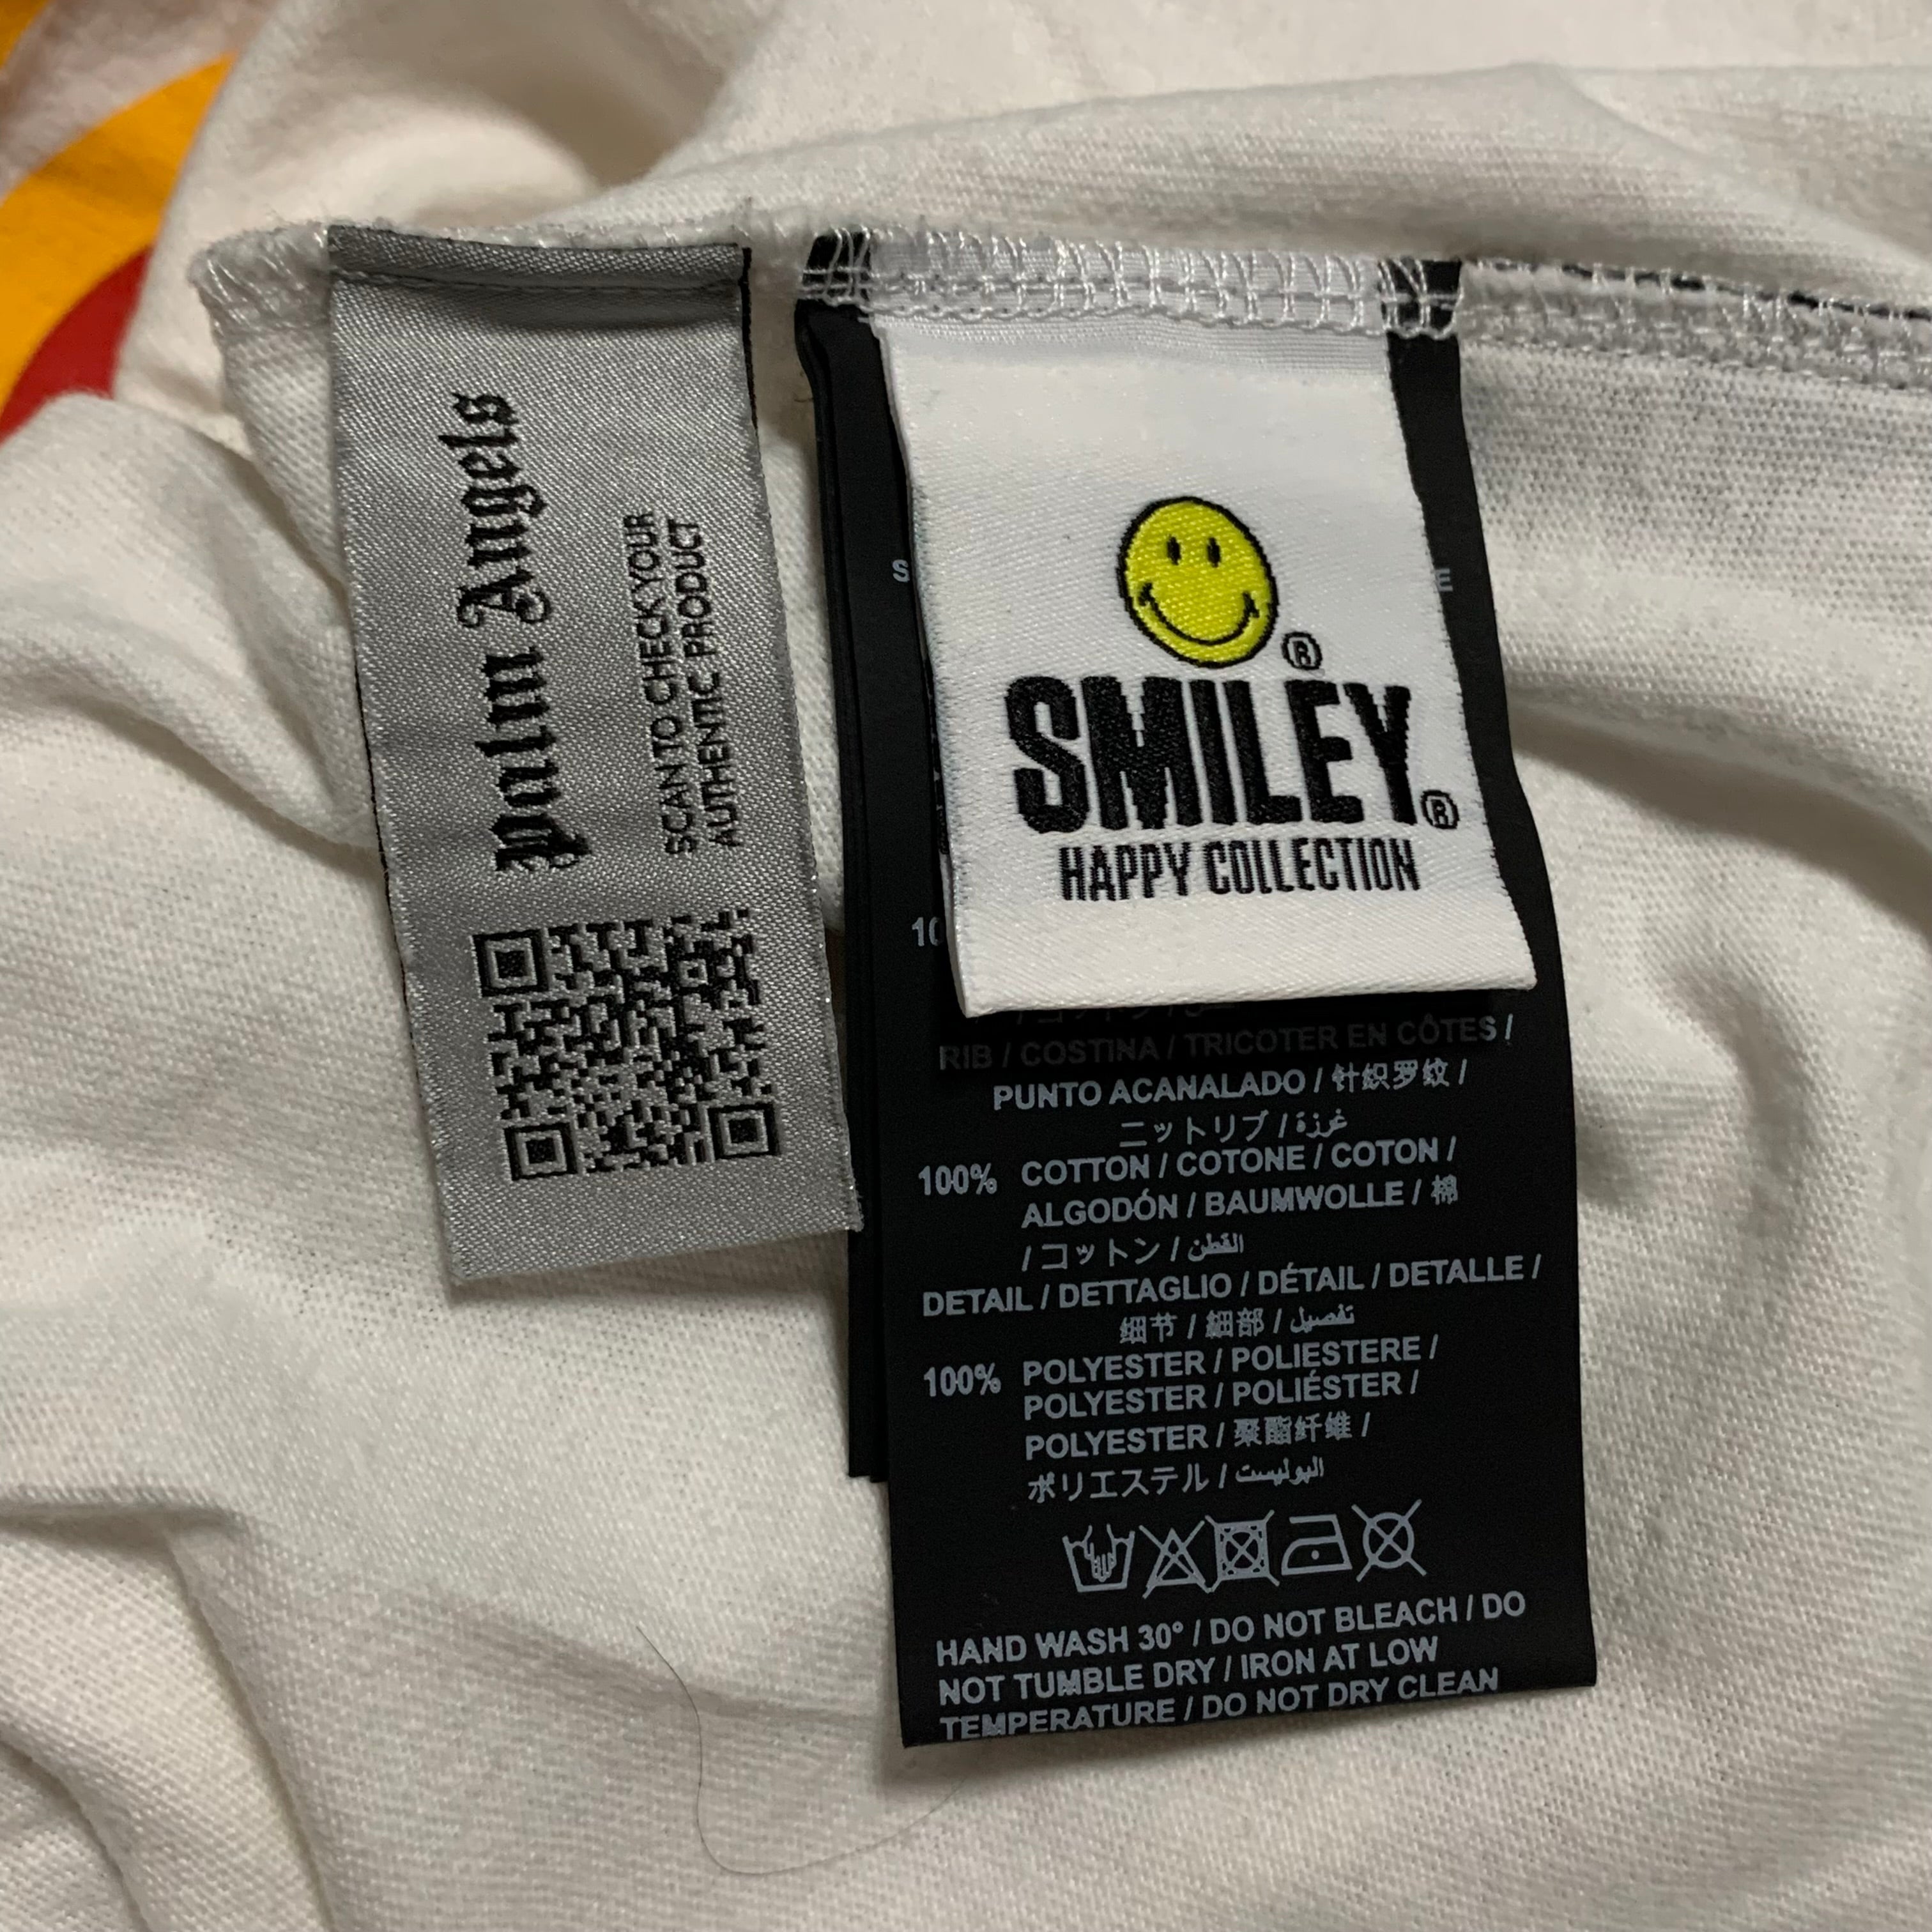 Palm Angels
SCAN TO CHECK YOUR
AUTHENTIC PRODUCT
®
SMILEY®
HAPPY COLLECTION
RIB / COSTINA / TRICOTER EN CÔTES /
PUNTO ACANALADO / 针织罗纹 /
ニットリブ / غرزة
100% COTTON / COTONE / COTON /
ALGODÓN / BAUMWOLLE / 棉
/ コットン / القطن
DETAIL / DETTAGLIO / DÉTAIL / DETALLE /
细节 / 細部 / تفصيل
100% POLYESTER / POLIESTERE /
POLYESTER / POLIÉSTER /
POLYESTER / 聚酯纤维 /
ポリエステル / البوليست
HAND WASH 30° / DO NOT BLEACH / DO
NOT TUMBLE DRY / IRON AT LOW
TEMPERATURE / DO NOT DRY CLEAN